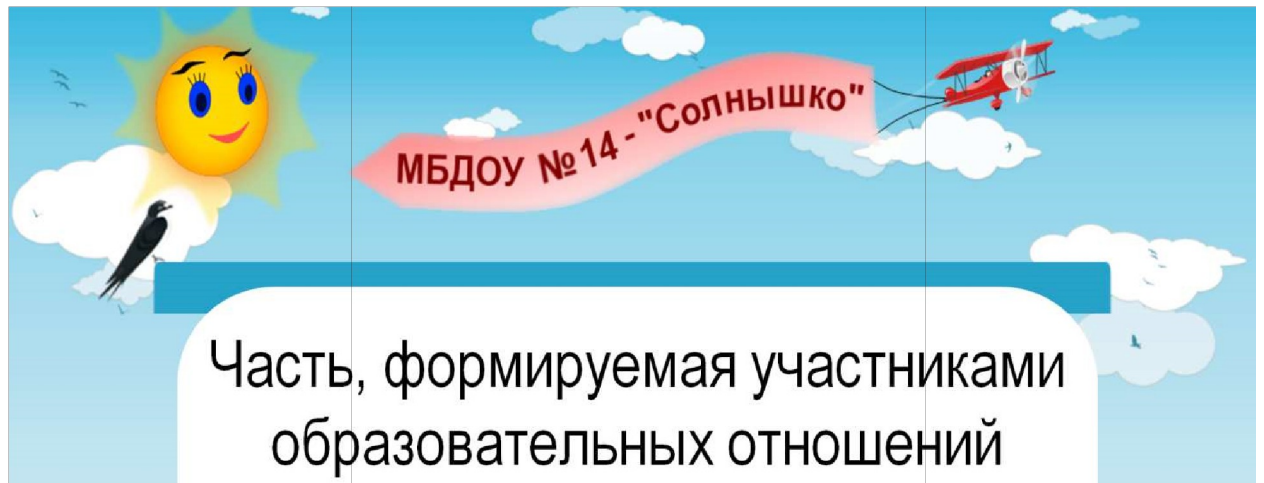 МБДОУ №14 - "Солнышко"
Часть, формируемая участниками
образовательных отношений